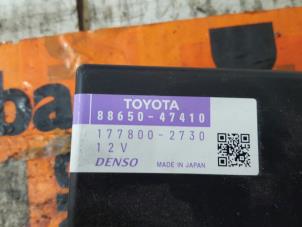 TOYOTA
88650-47410
177800-2730
12V
DENSO MADE IN JAPAN